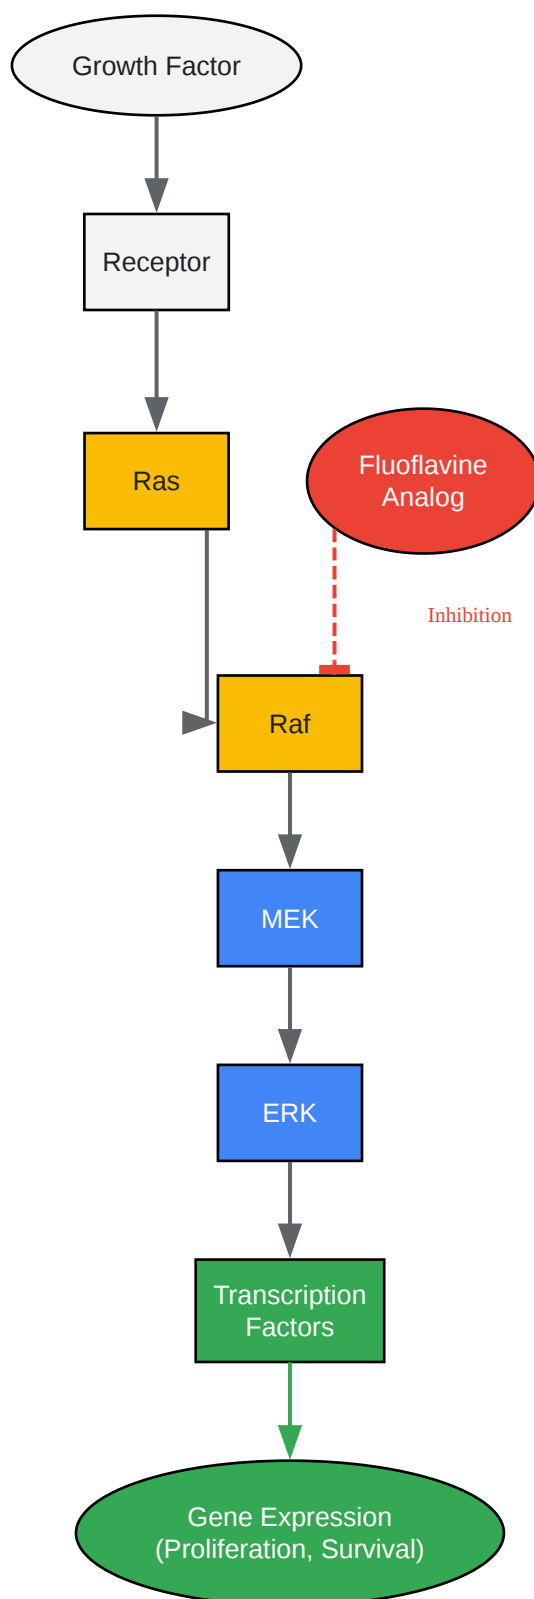 Growth Factor
Receptor
Ras
Fluoflavine
Analog
Inhibition
Raf
MEK
ERK
Transcription
Factors
Gene Expression
(Proliferation, Survival)